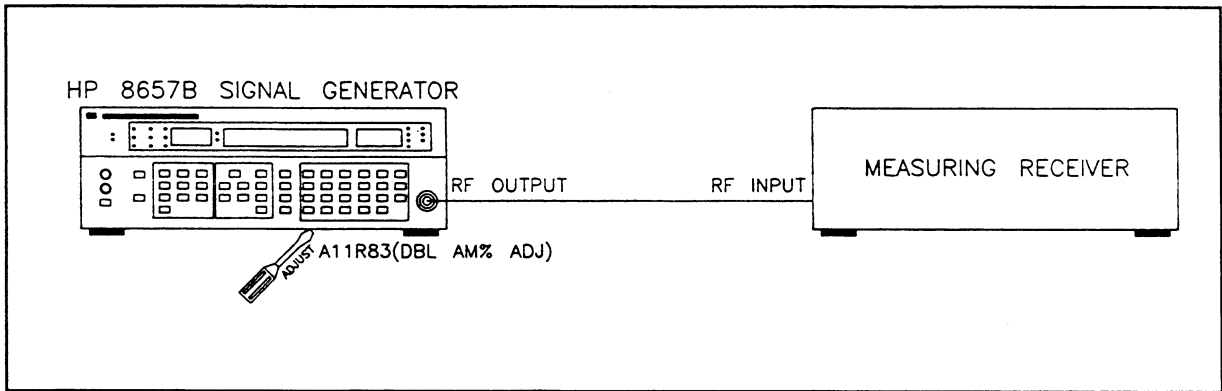 HP 8657B SIGNAL GENERATOR
RF OUTPUT
RF INPUT
MEASURING RECEIVER
ADJUST
A11R83(DBL AM% ADJ)